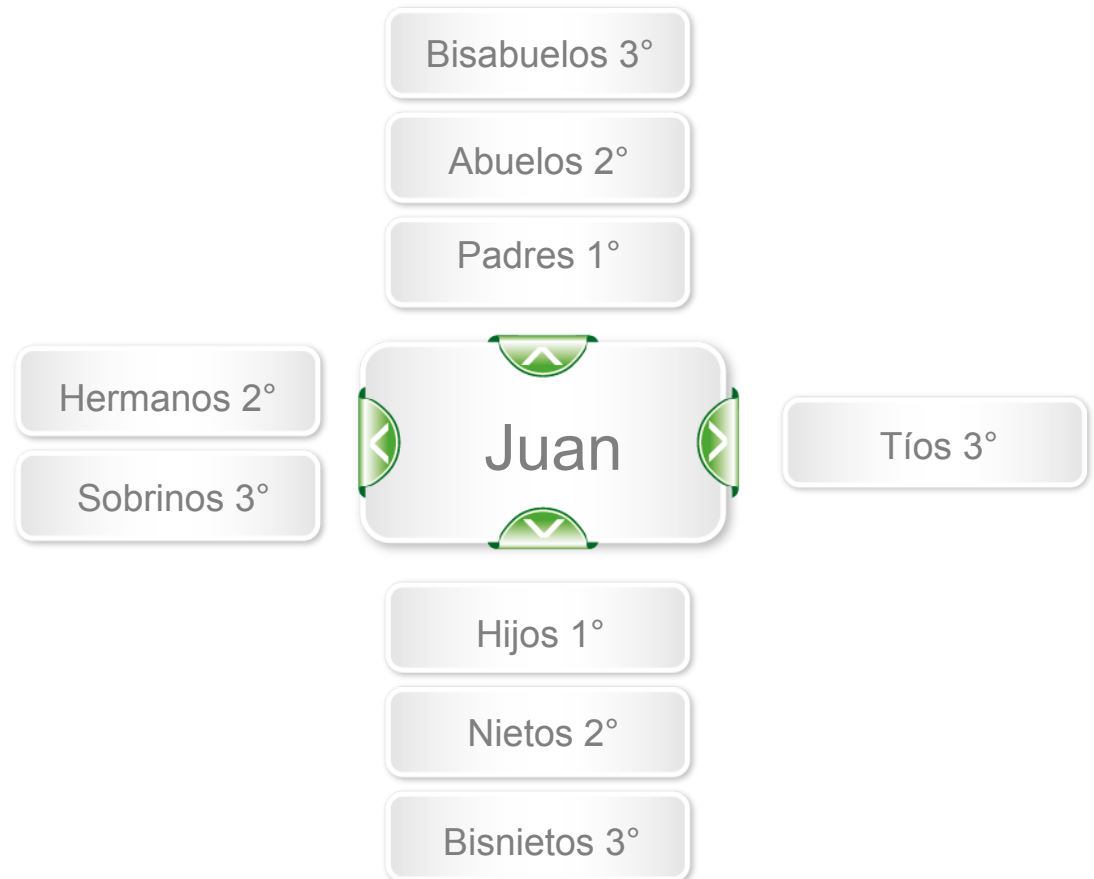 Bisabuelos 3°
Abuelos 2°
Padres 1°
Hermanos 2°
Sobrinos 3°
Juan
Tíos 3°
Hijos 1°
Nietos 2°
Bisnietos 3°